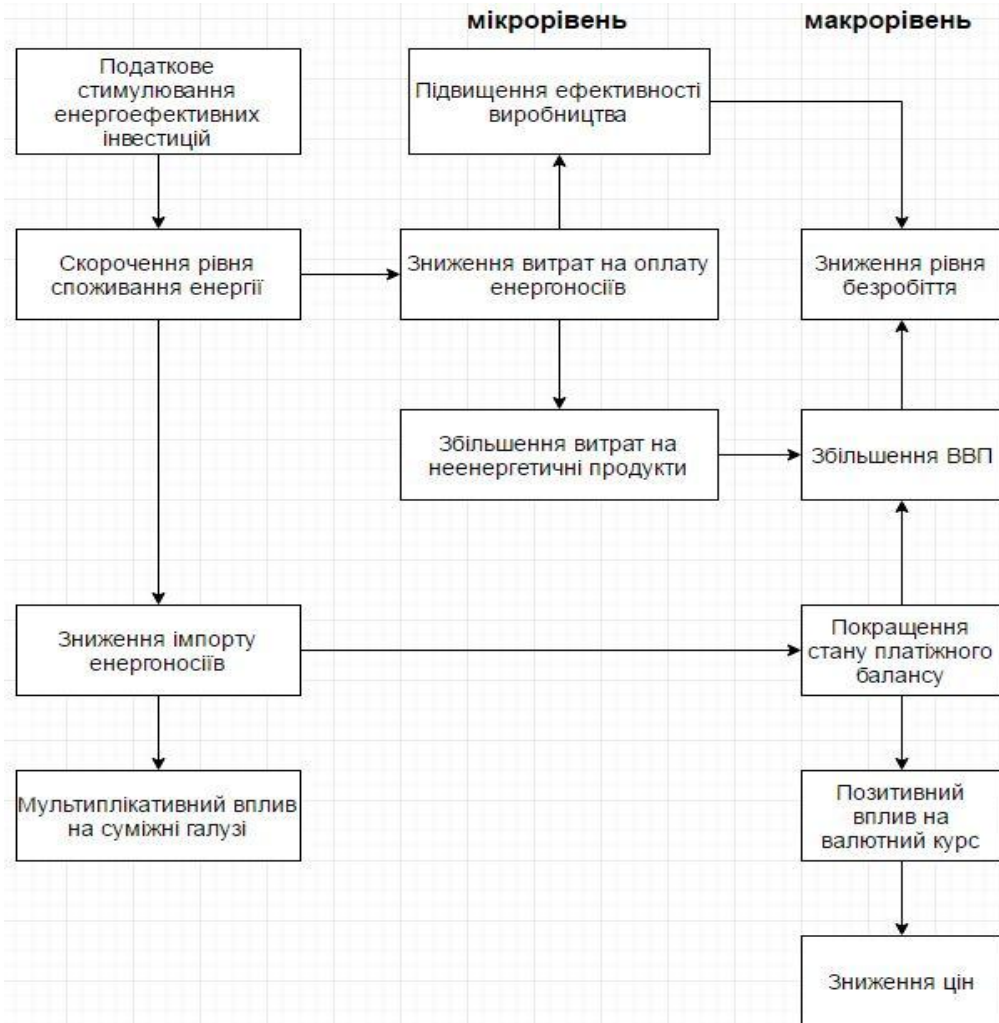 мікрорівень
макрорівень
Податкове
стимулювання
енергоефективних
інвестицій
Підвищення ефективності
виробництва
Скорочення рівня
споживання енергії
Зниження витрат на оплату
енергоносіїв
Зниження рівня
безробіття
Збільшення витрат на
неенергетичні продукти
Збільшення ВВП
Зниження імпорту
енергоносіїв
Покращення
стану платіжного
балансу
Мультиплікативний вплив
на суміжні галузі
Позитивний
вплив на
валютний курс
Зниження цін